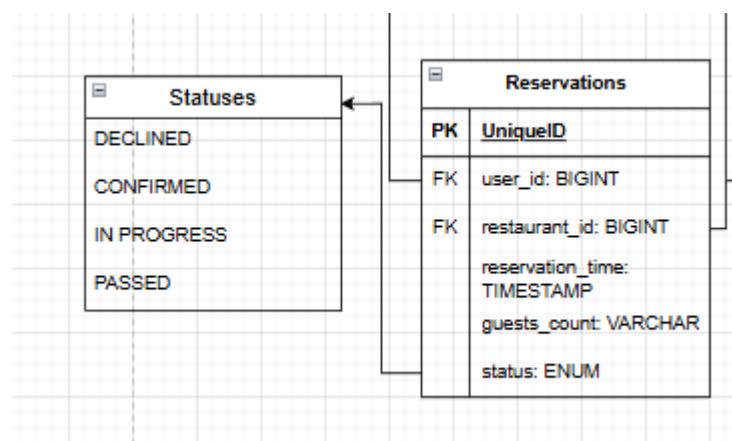 Statuses
DECLINED
CONFIRMED
IN PROGRESS
PASSED
Reservations
PK UniqueID
FK user_id: BIGINT
FK restaurant_id: BIGINT
reservation_time:
TIMESTAMP
guests_count: VARCHAR
status: ENUM